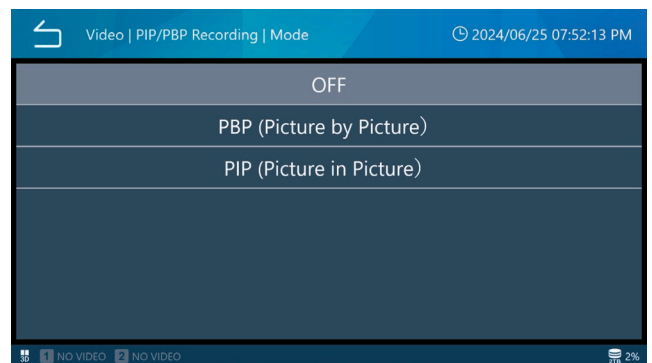 Video | PIP/PBP Recording | Mode
2024/06/25 07:52:13 PM
OFF
PBP (Picture by Picture）
PIP (Picture in Picture）
3D 1 NO VIDEO 2 NO VIDEO
2TB 2%